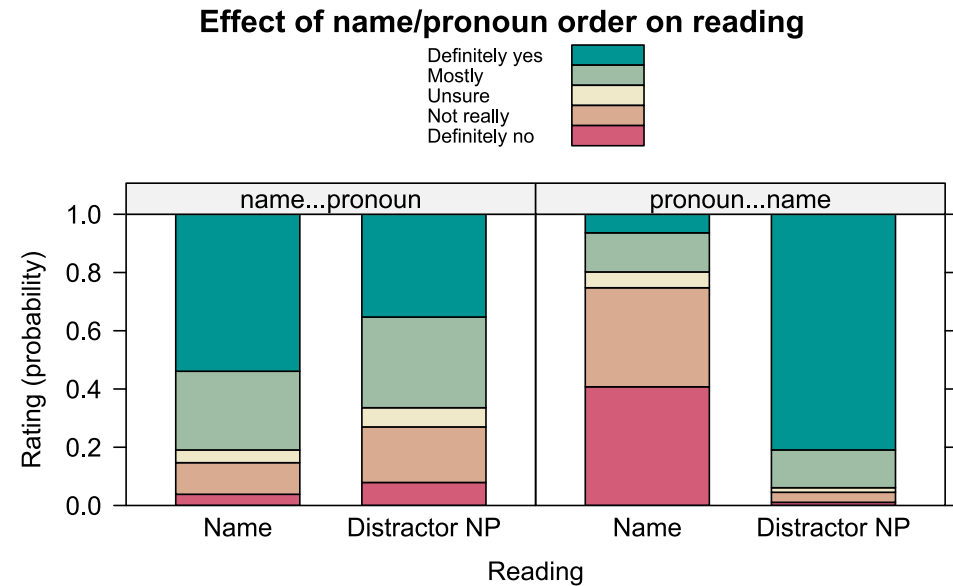 Effect of name/pronoun order on reading
Definitely yes
Mostly
Unsure
Not really
Definitely no
name...pronoun
pronoun...name
Rating (probability)
1.0
0.8
0.6
0.4
0.2
0.0
Name
Distractor NP
Name
Distractor NP
Reading